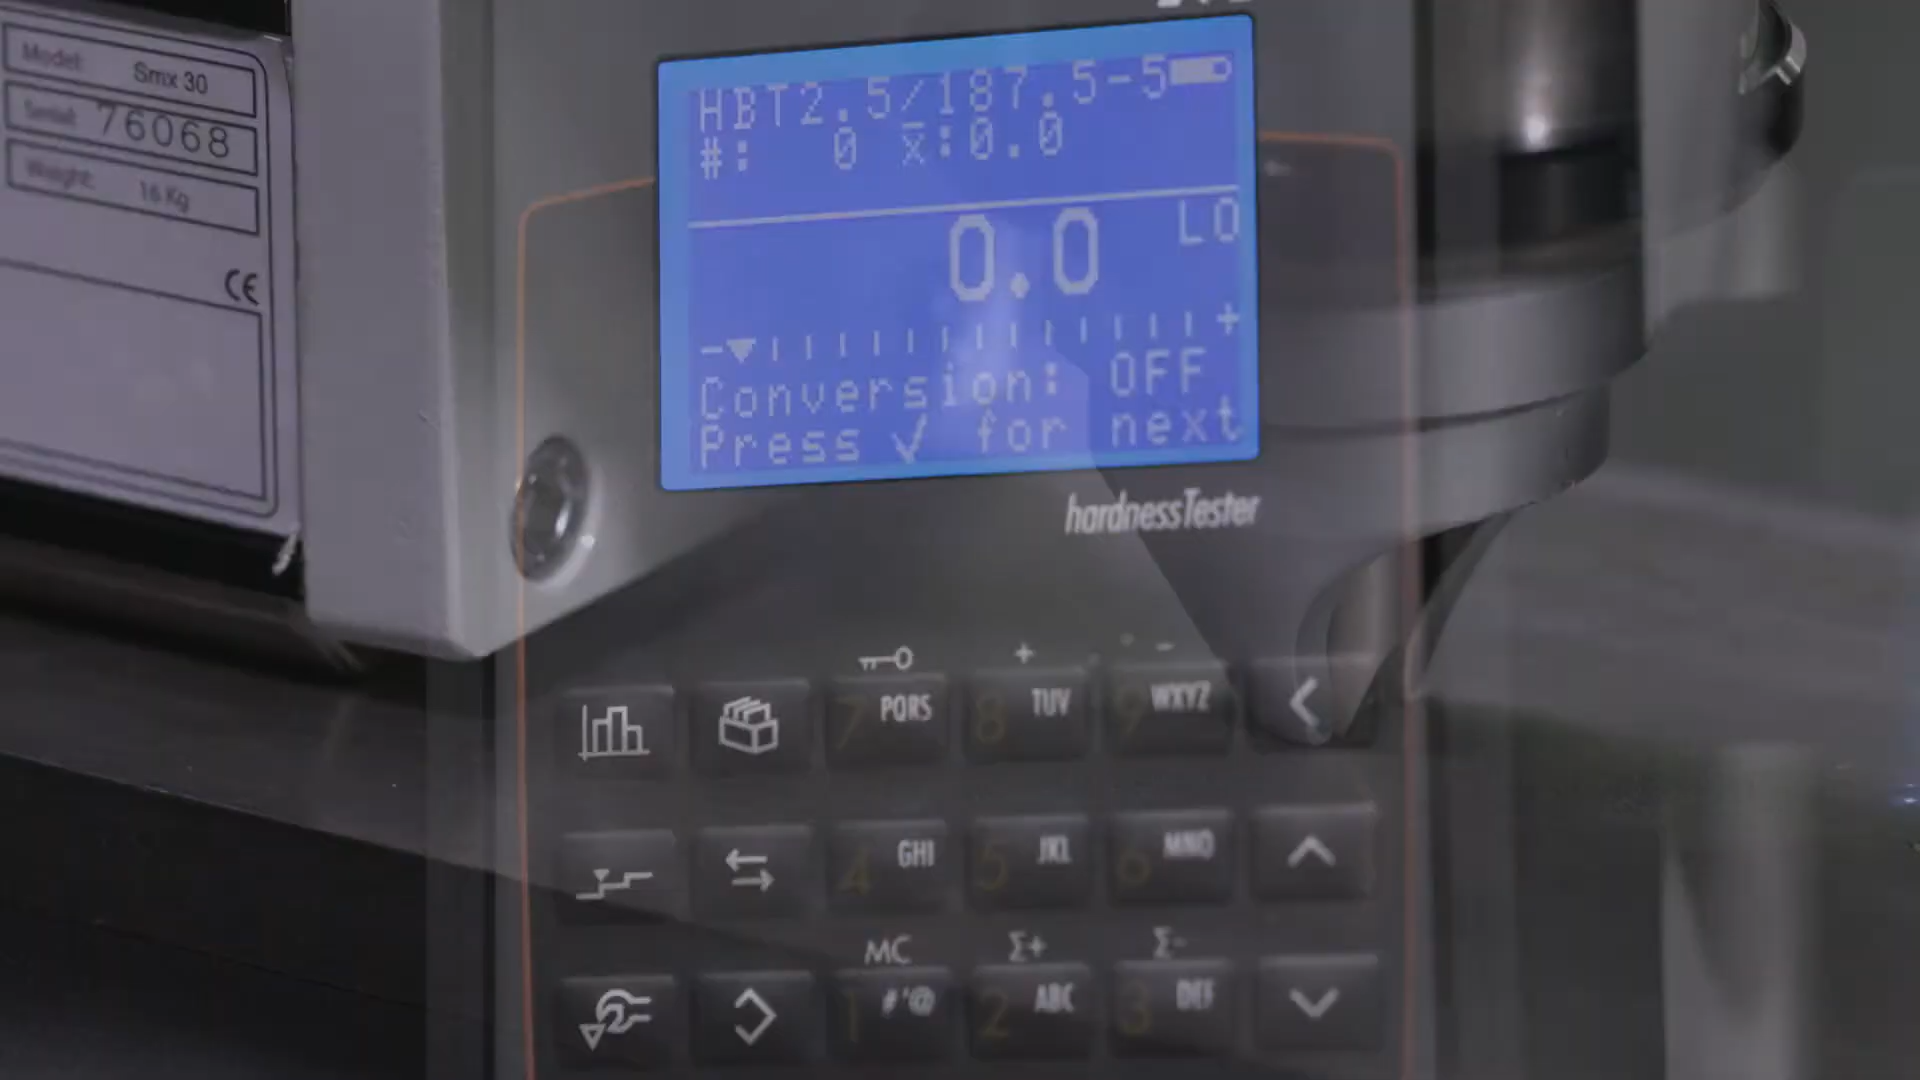 Model: Smx 30
Serial: 76068
Weight: 16 Kg
CE
HBT2.5/187.5-5
#: 0 x̄:0.0
0.0 LO
- +
Conversion: OFF
Press ✓ for next
hardnessTester
+ -
7 PQRS 8 TUV 9 WXYZ
4 GHI 5 JKL 6 MNO
MC Σ+ Σ-
1 #'@ 2 ABC 3 DEF